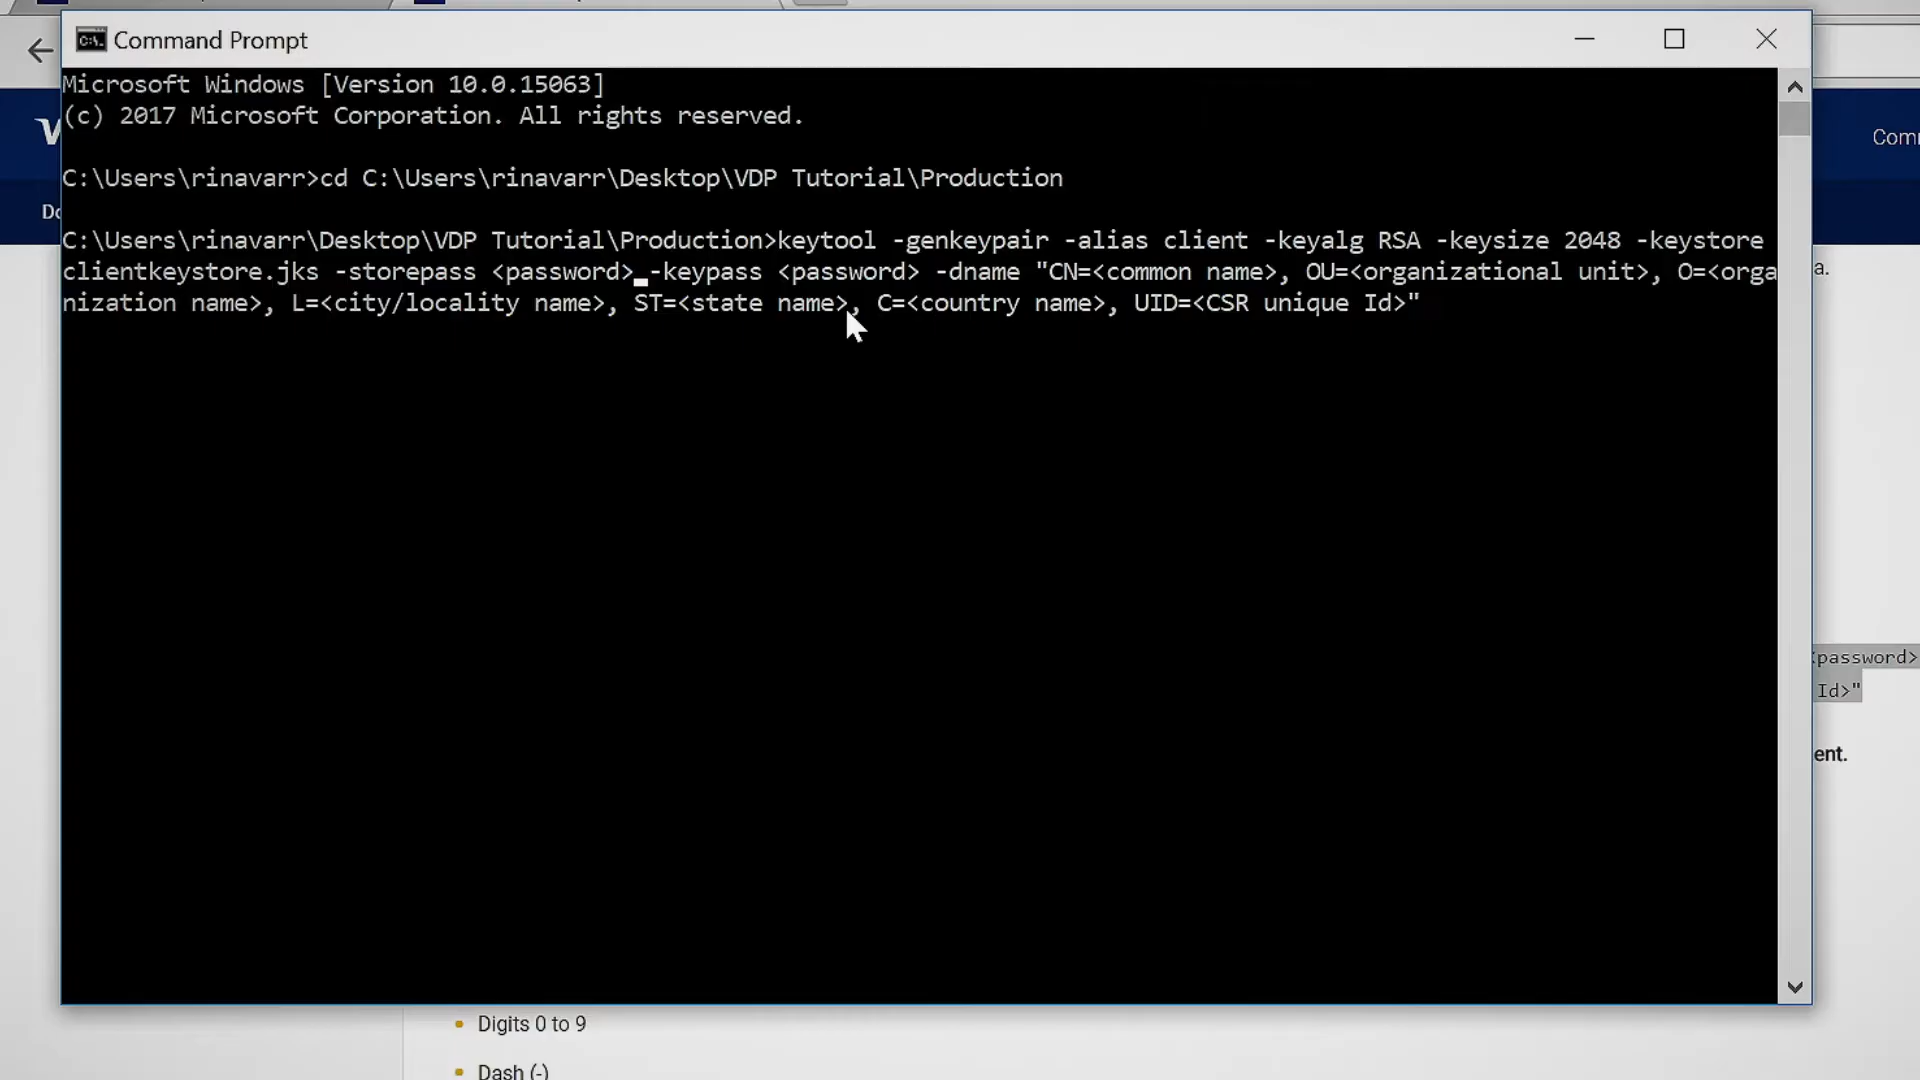 Command Prompt
Microsoft Windows [Version 10.0.15063]
(c) 2017 Microsoft Corporation. All rights reserved.
C:\Users\rinavarr>cd C:\Users\rinavarr\Desktop\VDP Tutorial\Production
C:\Users\rinavarr\Desktop\VDP Tutorial\Production>keytool -genkeypair -alias client -keyalg RSA -keysize 2048 -keystore
clientkeystore.jks -storepass <password> -keypass <password> -dname "CN=<common name>, OU=<organizational unit>, O=<orga
nization name>, L=<city/locality name>, ST=<state name>, C=<country name>, UID=<CSR unique Id>"
<password>
Id>"
Digits 0 to 9
Dash (-)